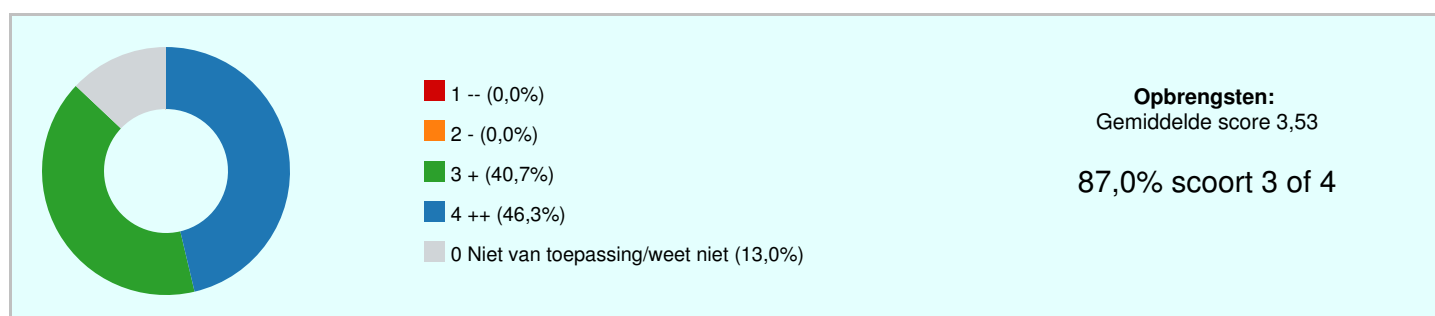 1 -- (0,0%)
2 - (0,0%)
3 + (40,7%)
4 ++ (46,3%)
0 Niet van toepassing/weet niet (13,0%)
Opbrengsten:
Gemiddelde score 3,53
87,0% scoort 3 of 4